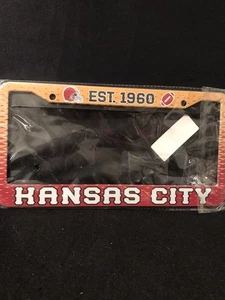 EST. 1960
KANSAS CITY